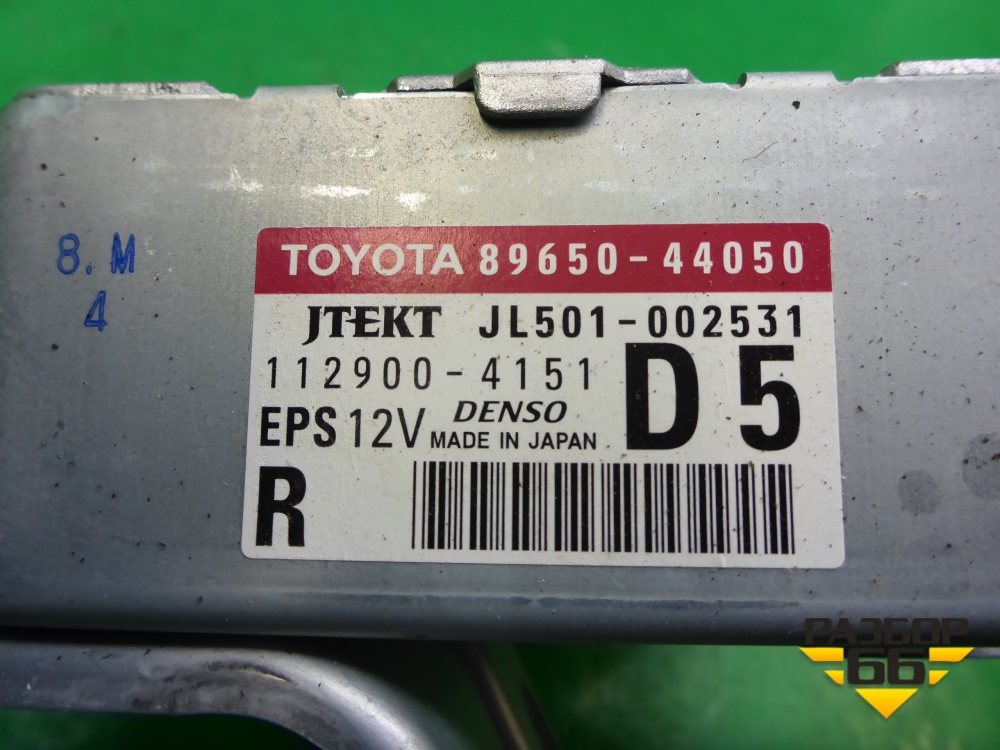 8.M
4
TOYOTA 89650-44050
JTEKT JL501-002531
112900-4151
D5
EPS 12V DENSO
MADE IN JAPAN
R
РАЗБОР
66